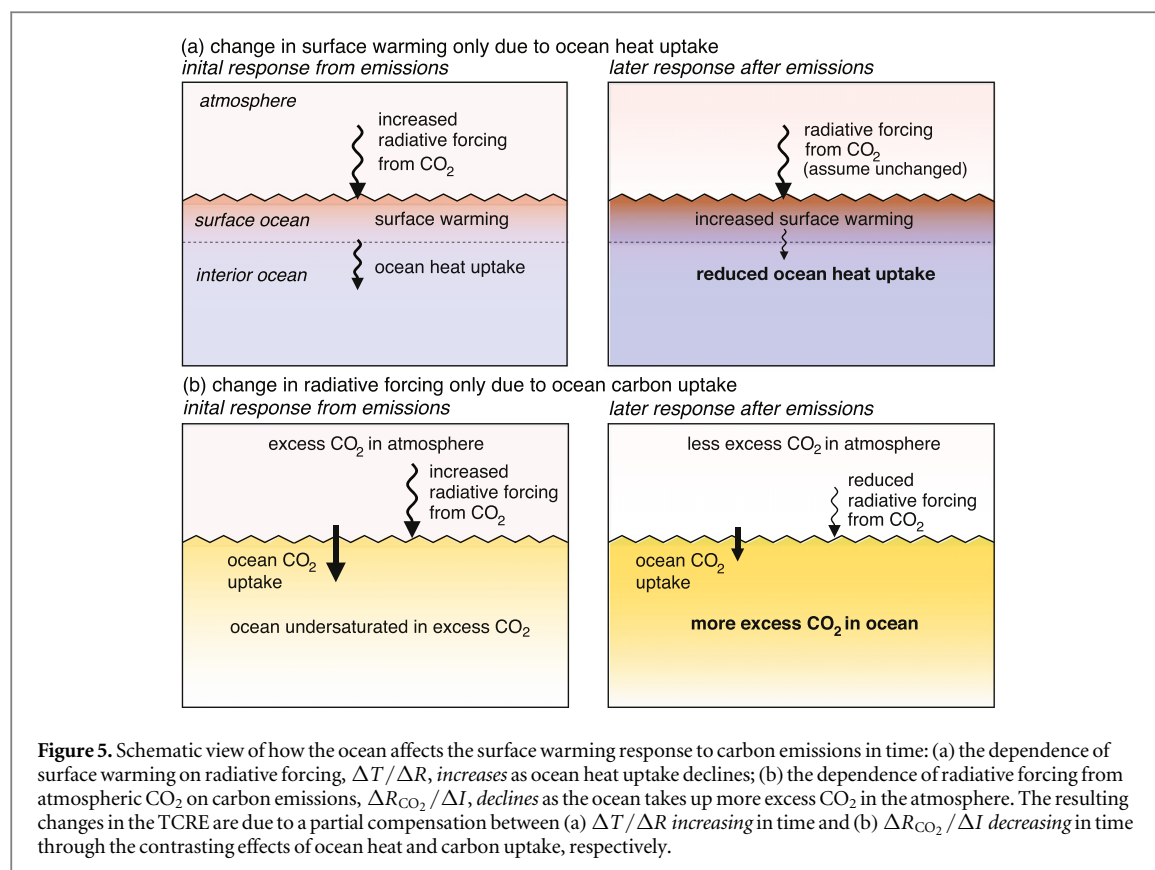 (a) change in surface warming only due to ocean heat uptake
inital response from emissions
later response after emissions
atmosphere
increased
radiative forcing
from CO₂
surface ocean
surface warming
interior ocean
ocean heat uptake
radiative forcing
from CO₂
(assume unchanged)
increased surface warming
reduced ocean heat uptake
(b) change in radiative forcing only due to ocean carbon uptake
inital response from emissions
later response after emissions
excess CO₂ in atmosphere
increased
radiative forcing
from CO₂
ocean CO₂
uptake
ocean undersaturated in excess CO₂
less excess CO₂ in atmosphere
reduced
radiative forcing
from CO₂
ocean CO₂
uptake
more excess CO₂ in ocean
Figure 5. Schematic view of how the ocean affects the surface warming response to carbon emissions in time: (a) the dependence of
surface warming on radiative forcing, ΔT/ΔR, increases as ocean heat uptake declines; (b) the dependence of radiative forcing from
atmospheric CO₂ on carbon emissions, ΔR_CO₂/ΔI, declines as the ocean takes up more excess CO₂ in the atmosphere. The resulting
changes in the TCRE are due to a partial compensation between (a) ΔT/ΔR increasing in time and (b) ΔR_CO₂/ΔI decreasing in time
through the contrasting effects of ocean heat and carbon uptake, respectively.